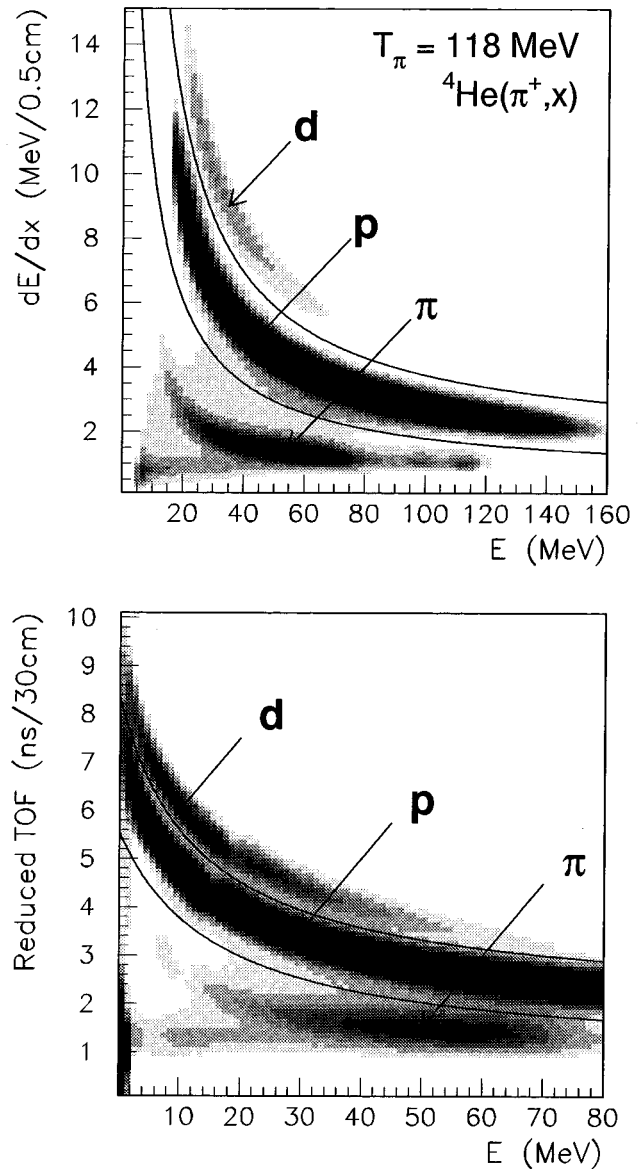 T_π = 118 MeV
⁴He(π⁺,x)
dE/dx (MeV/0.5cm)
14
12
10
8
6
4
2
d
p
π
20 40 60 80 100 120 140 160
E (MeV)
Reduced TOF (ns/30cm)
10
9
8
7
6
5
4
3
2
1
d
p
π
10 20 30 40 50 60 70 80
E (MeV)